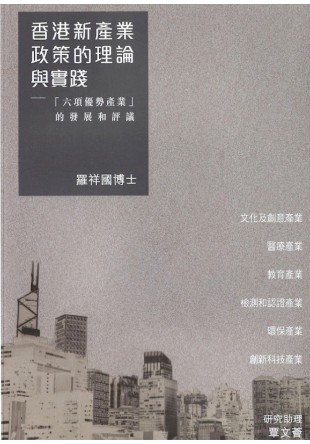 香港新產業
政策的理論
與實踐
「六項優勢產業」
的發展和評議
羅祥國博士
文化及創意產業
醫療產業
教育產業
檢測和認證產業
環保產業
創新科技產業
研究助理
覃文薈